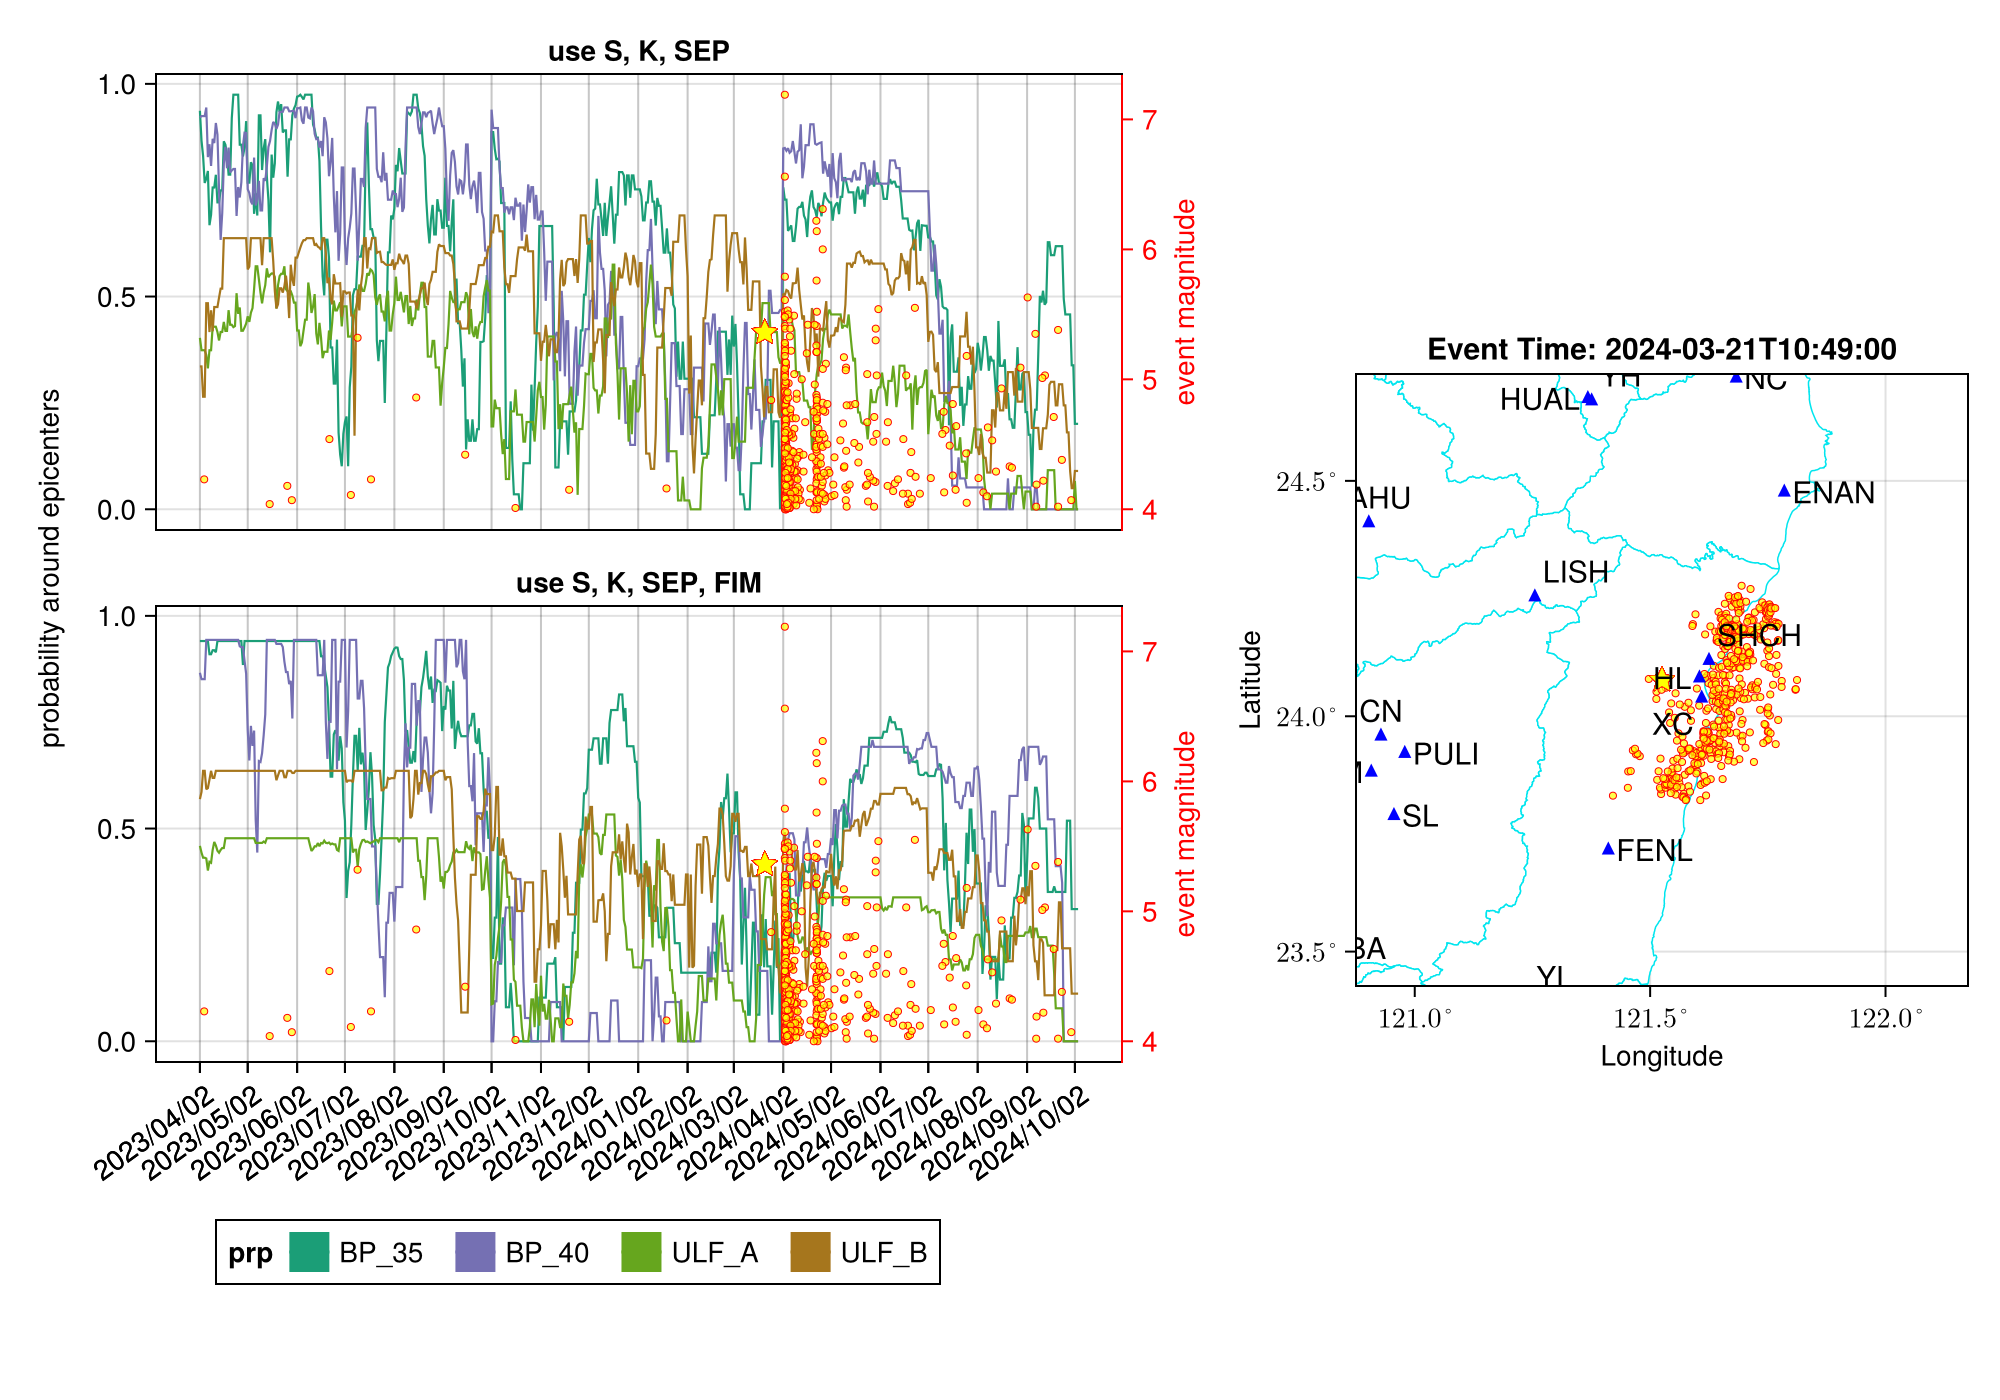 use S, K, SEP
1.0
0.5
0.0
7
6
5
4
event magnitude
probability around epicenters
use S, K, SEP, FIM
1.0
0.5
0.0
7
6
5
4
event magnitude
2023/04/02
2023/05/02
2023/06/02
2023/07/02
2023/08/02
2023/09/02
2023/10/02
2023/11/02
2023/12/02
2024/01/02
2024/02/02
2024/03/02
2024/04/02
2024/05/02
2024/06/02
2024/07/02
2024/08/02
2024/09/02
2024/10/02
prp BP_35 BP_40 ULF_A ULF_B
Event Time: 2024-03-21T10:49:00
YH
NC
HUAL
24.5°
AHU
ENAN
LISH
SHCH
HL
24.0°
CN
XC
PULI
SL
FENL
23.5°
BA
YL
121.0°
121.5°
122.0°
Latitude
Longitude